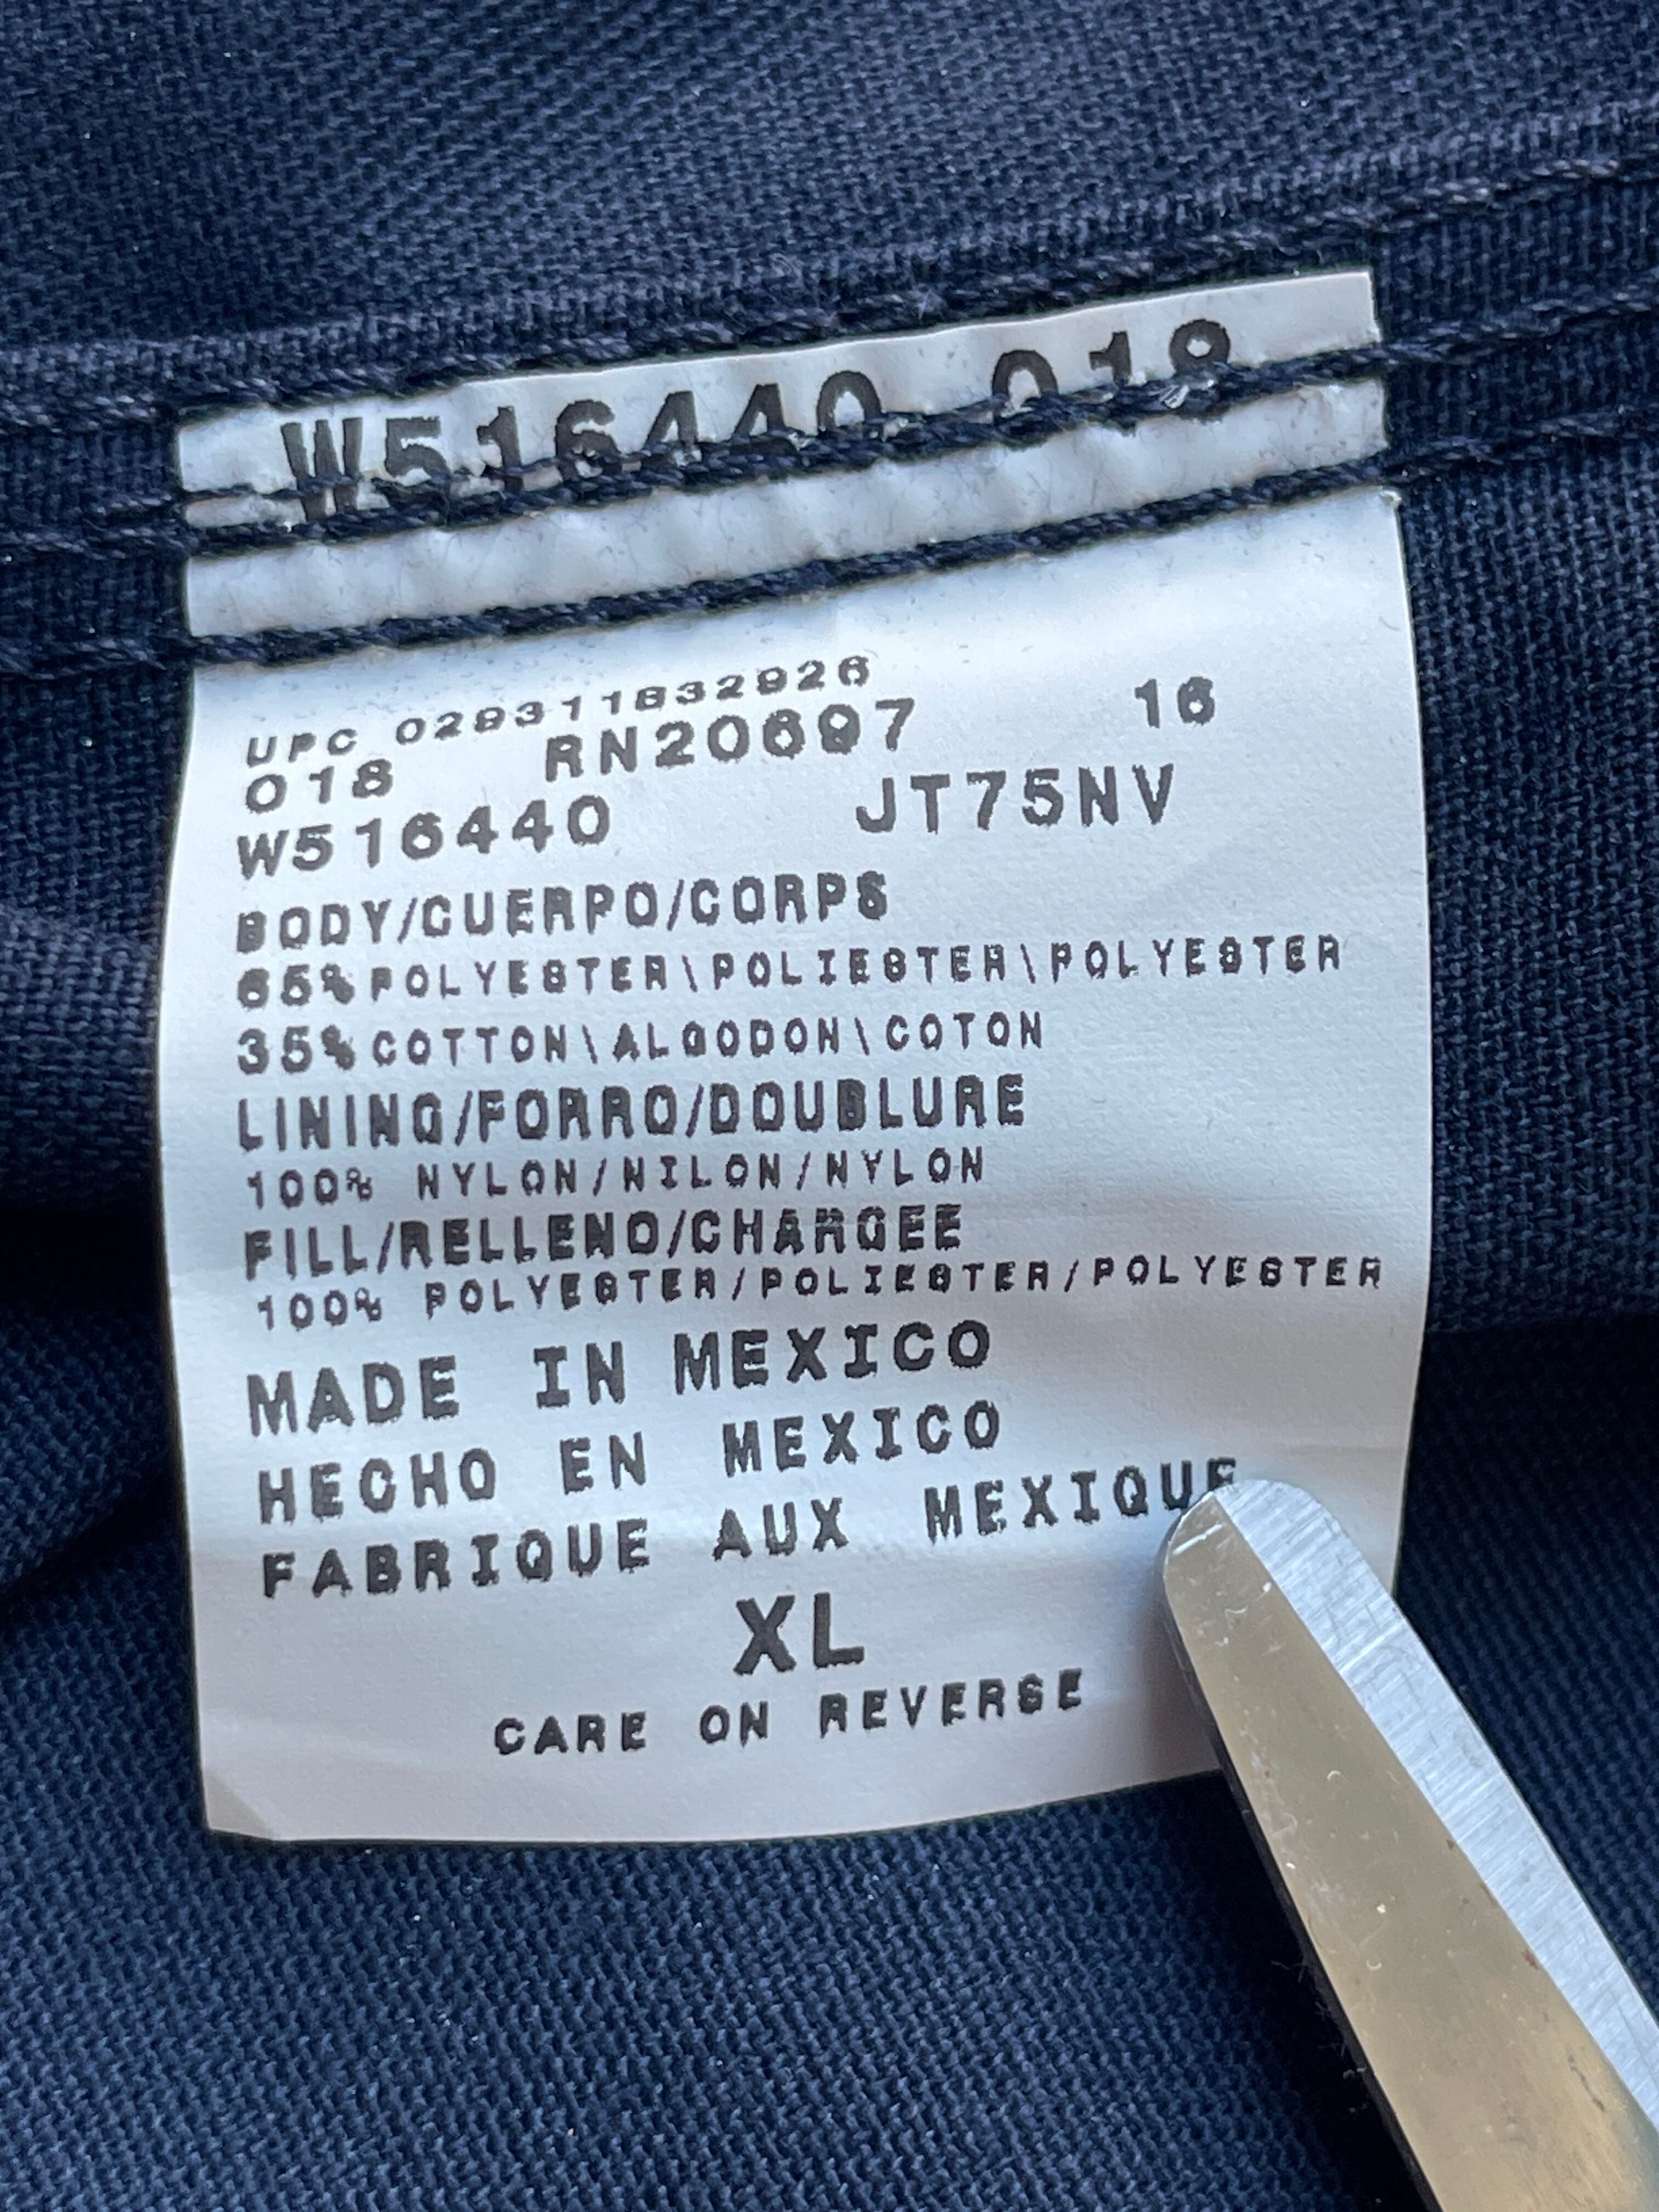 W516440 018
UPC 029311832926
018 RN20697 16
W516440 JT75NV
BODY/CUERPO/CORPS
65%POLYESTER\POLIESTER\POLYESTER
35%COTTON\ALGODON\COTON
LINING/FORRO/DOUBLURE
100% NYLON/NILON/NYLON
FILL/RELLENO/CHARGEE
100% POLYESTER/POLIESTER/POLYESTER
MADE IN MEXICO
HECHO EN MEXICO
FABRIQUE AUX MEXIQUE
XL
CARE ON REVERSE